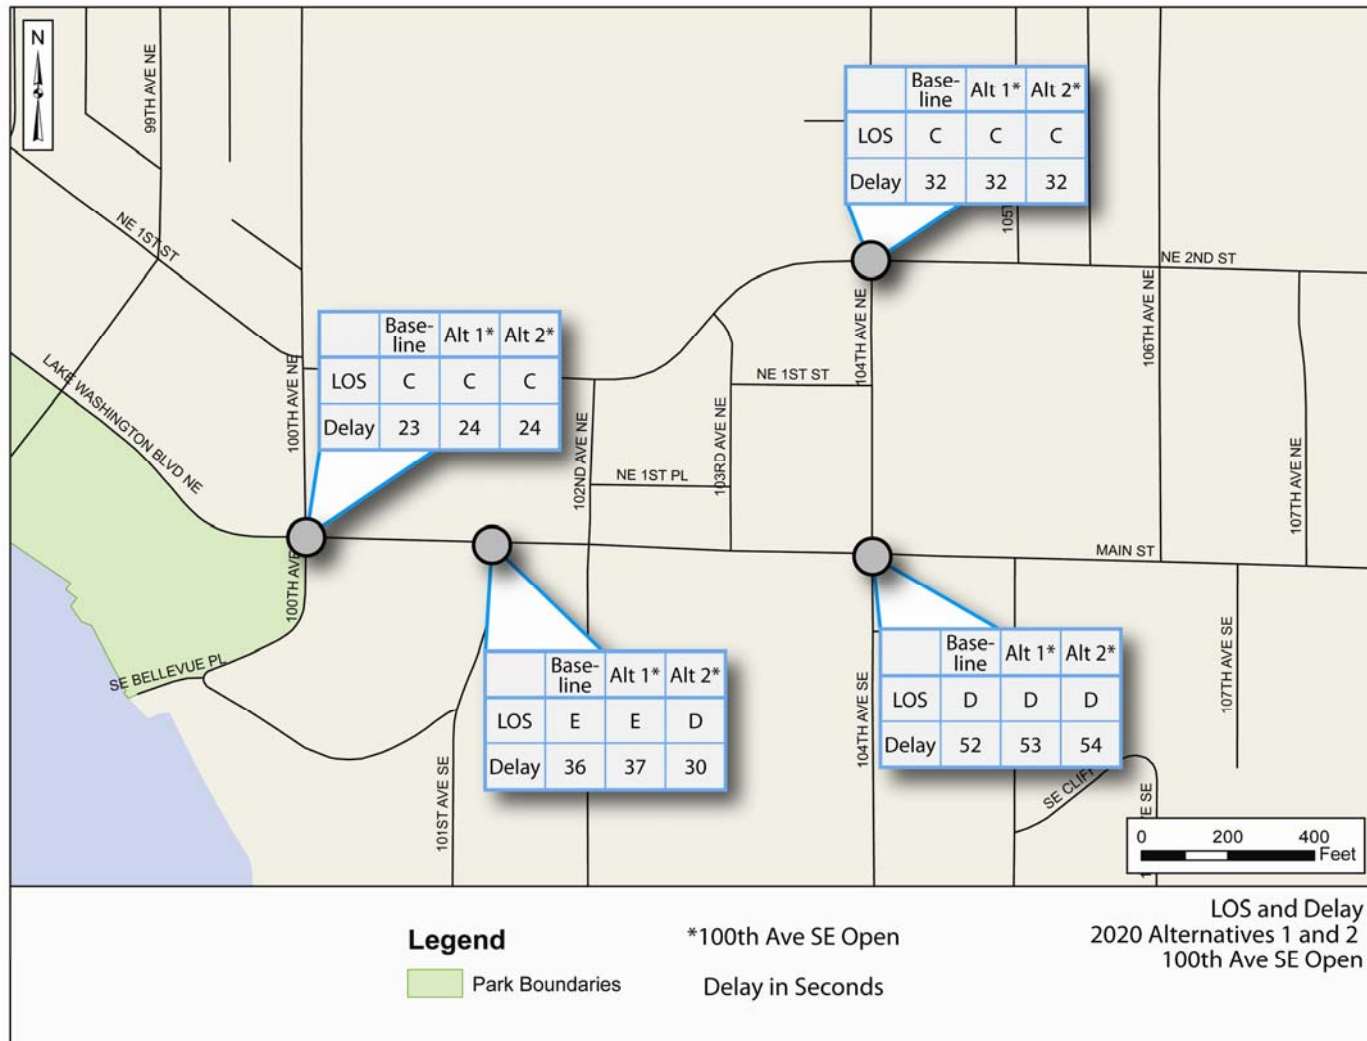 N
99TH AVE NE
NE 1ST ST
LAKE WASHINGTON BLVD NE
100TH AVE NE
100TH AVE
SE BELLEVUE PL
101ST AVE SE
102ND AVE NE
NE 1ST PL
103RD AVE NE
NE 1ST ST
104TH AVE NE
104TH AVE SE
NE 2ND ST
106TH AVE NE
107TH AVE NE
MAIN ST
107TH AVE SE
Base-
line Alt 1* Alt 2*
LOS C C C
Delay 32 32 32
Base-
line Alt 1* Alt 2*
LOS C C C
Delay 23 24 24
Base-
line Alt 1* Alt 2*
LOS E E D
Delay 36 37 30
Base-
line Alt 1* Alt 2*
LOS D D D
Delay 52 53 54
0 200 400
Feet
Legend
Park Boundaries
*100th Ave SE Open
Delay in Seconds
LOS and Delay
2020 Alternatives 1 and 2
100th Ave SE Open